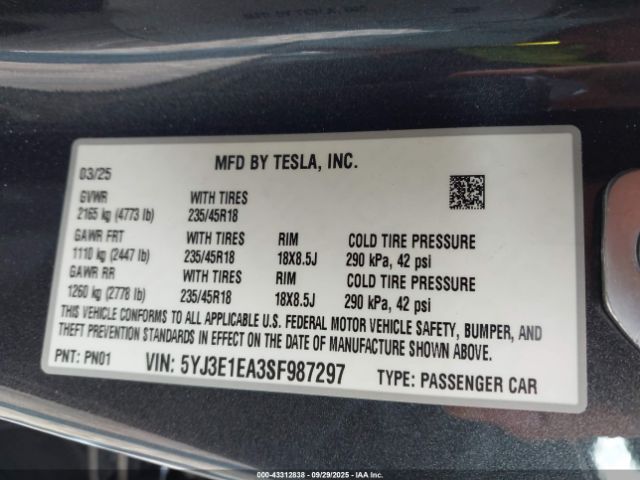 MFD BY TESLA, INC.
03/25
GVWR WITH TIRES
2165 kg (4773 lb) 235/45R18
GAWR FRT WITH TIRES RIM COLD TIRE PRESSURE
1110 kg (2447 lb) 235/45R18 18X8.5J 290 kPa, 42 psi
GAWR RR WITH TIRES RIM COLD TIRE PRESSURE
1260 kg (2778 lb) 235/45R18 18X8.5J 290 kPa, 42 psi
THIS VEHICLE CONFORMS TO ALL APPLICABLE U.S. FEDERAL MOTOR VEHICLE SAFETY, BUMPER, AND
THEFT PREVENTION STANDARDS IN EFFECT ON THE DATE OF MANUFACTURE SHOWN ABOVE.
PNT: PN01 VIN: 5YJ3E1EA3SF987297 TYPE: PASSENGER CAR
000-43312838 - 09/29/2025 - IAA Inc.